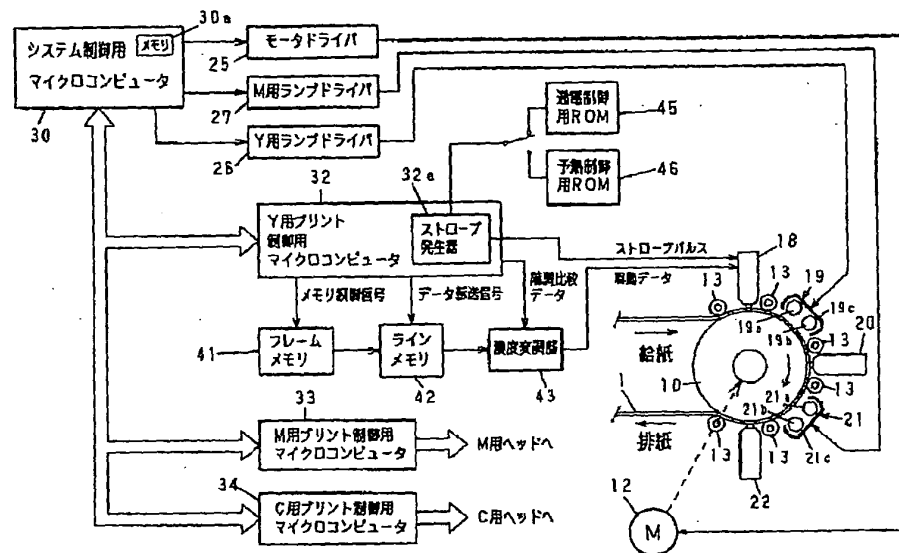 30a
システム制御用
メモリ
マイクロコンピュータ
30
モータドライバ
25
M用ランプドライバ
27
Y用ランプドライバ
26
32
32a
Y用プリント
制御用
マイクロコンピュータ
ストローブ
発生器
通電制御
用ROM
45
予熱制御
用ROM
46
ストローブパルス
駆動データ
メモリ制御信号
データ転送信号
階調比較
データ
41
フレーム
メモリ
ライン
メモリ
42
濃度変調器
43
33
M用プリント制御用
マイクロコンピュータ
M用ヘッドへ
34
C用プリント制御用
マイクロコンピュータ
C用ヘッドへ
18
13
13
19
19a
19c
19b
13
20
給紙
10
13
1
21a
21b
21
排紙
21c
13
13
22
12
M